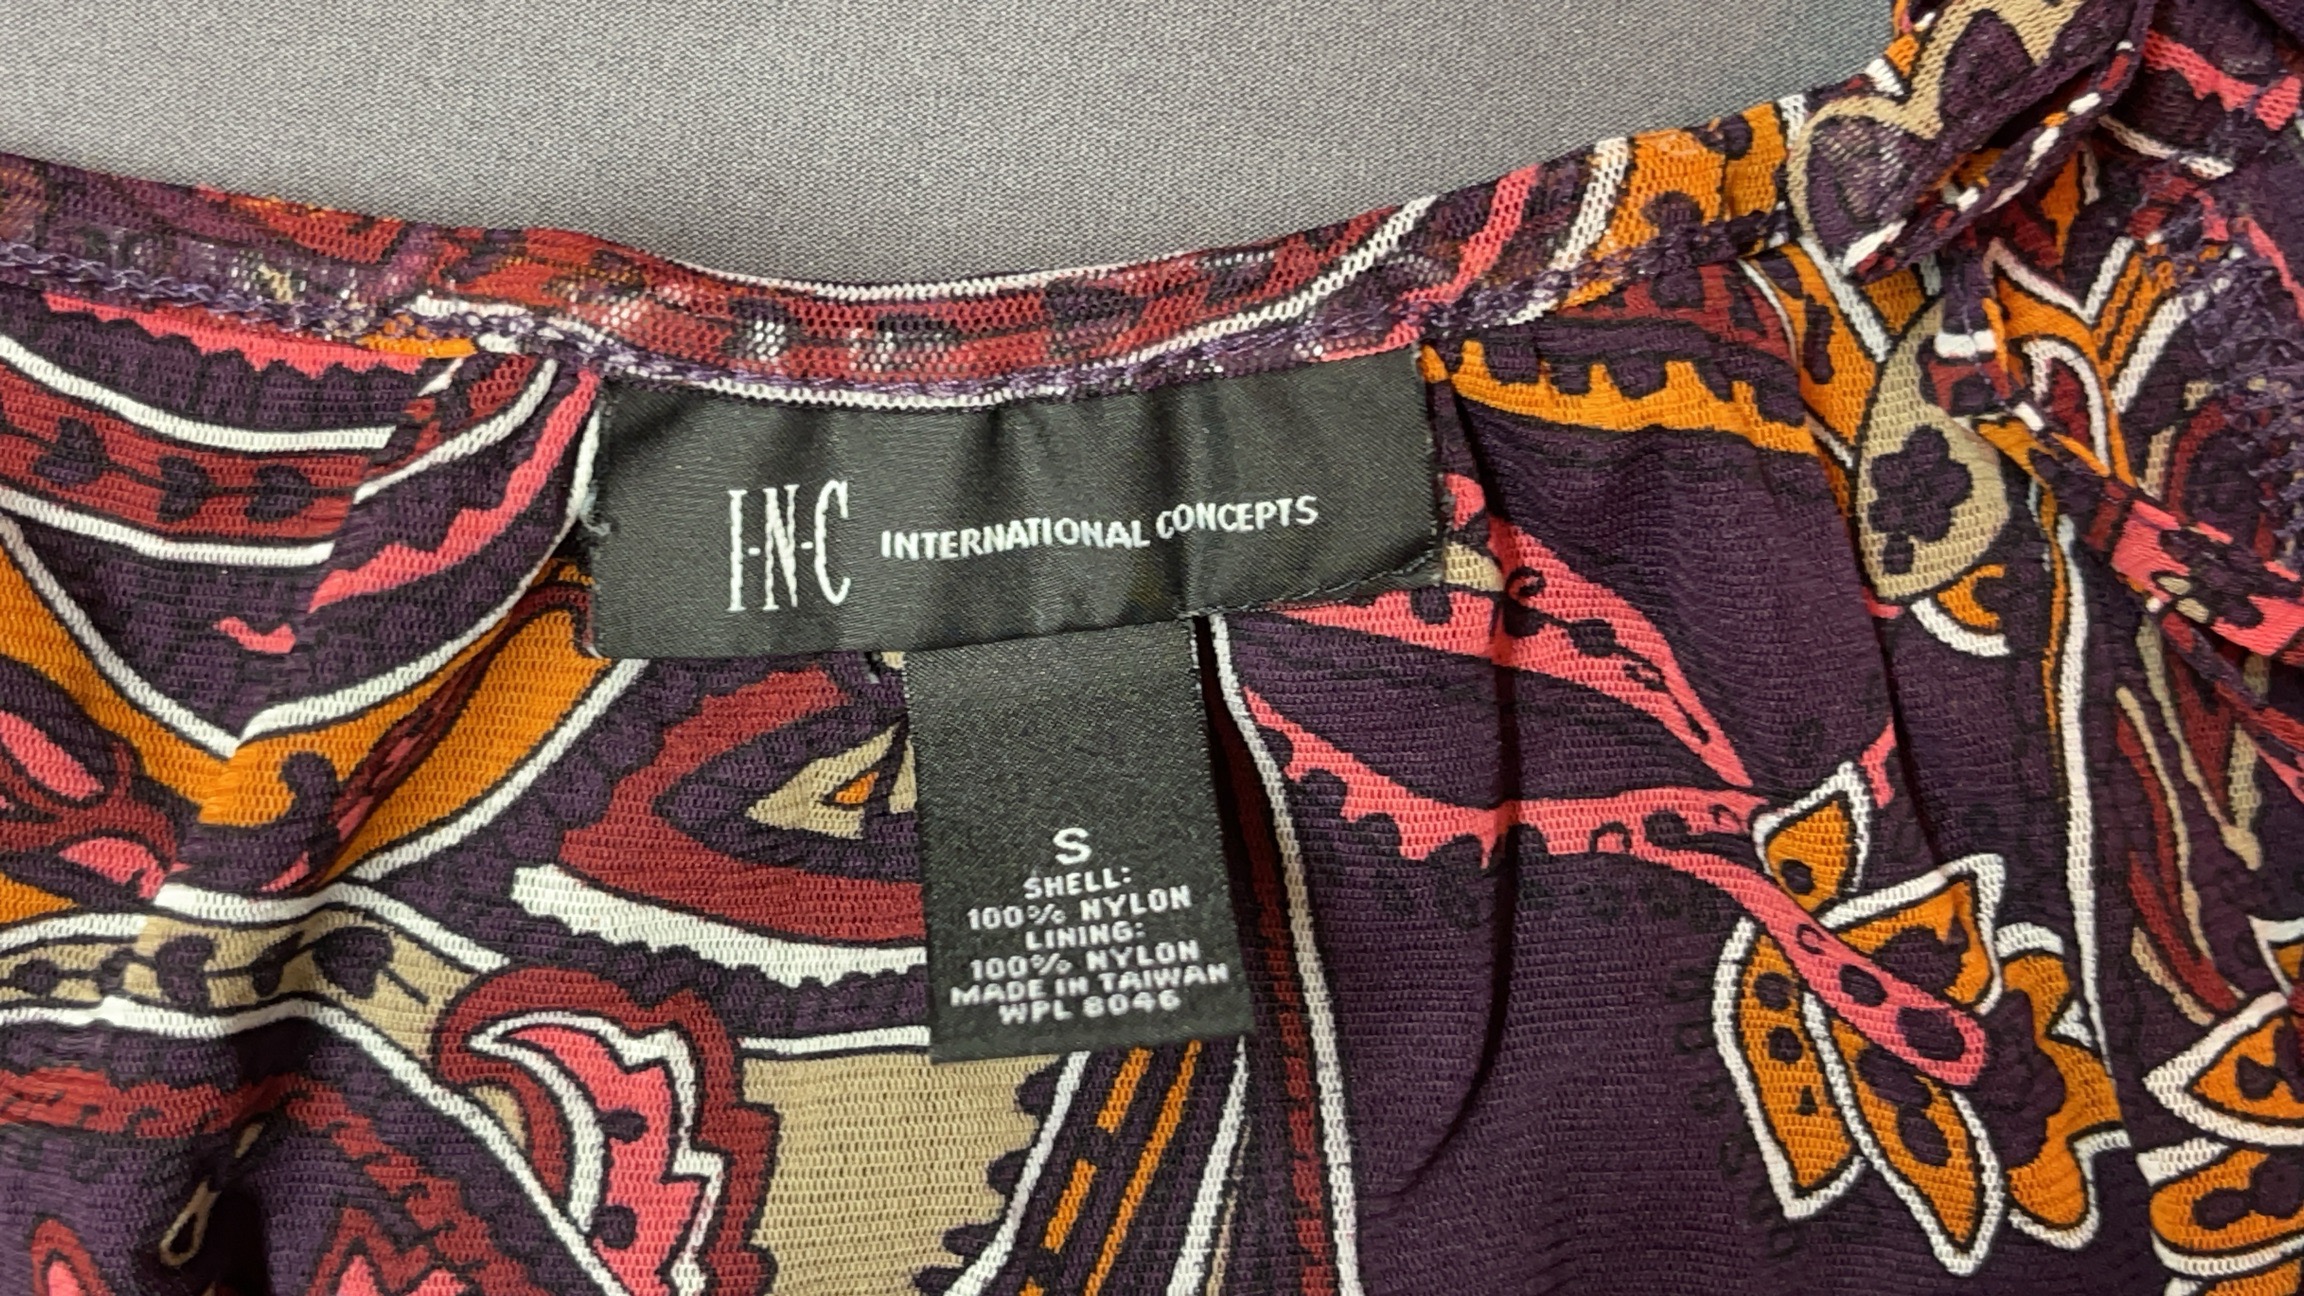 I-N-C INTERNATIONAL CONCEPTS
S
SHELL:
100% NYLON
LINING:
100% NYLON
MADE IN TAIWAN
WPL 8046